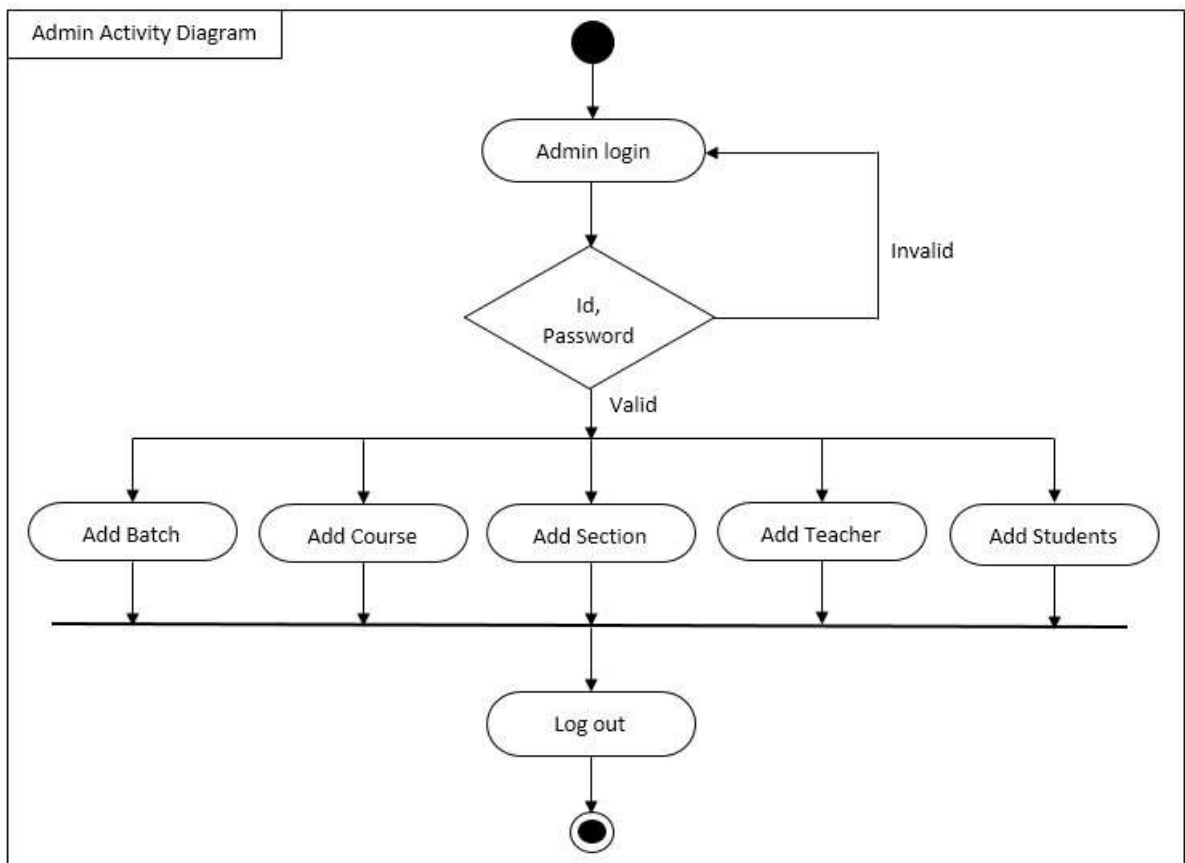 Admin Activity Diagram
Admin login
Invalid
Id,
Password
Valid
Add Batch
Add Course
Add Section
Add Teacher
Add Students
Log out